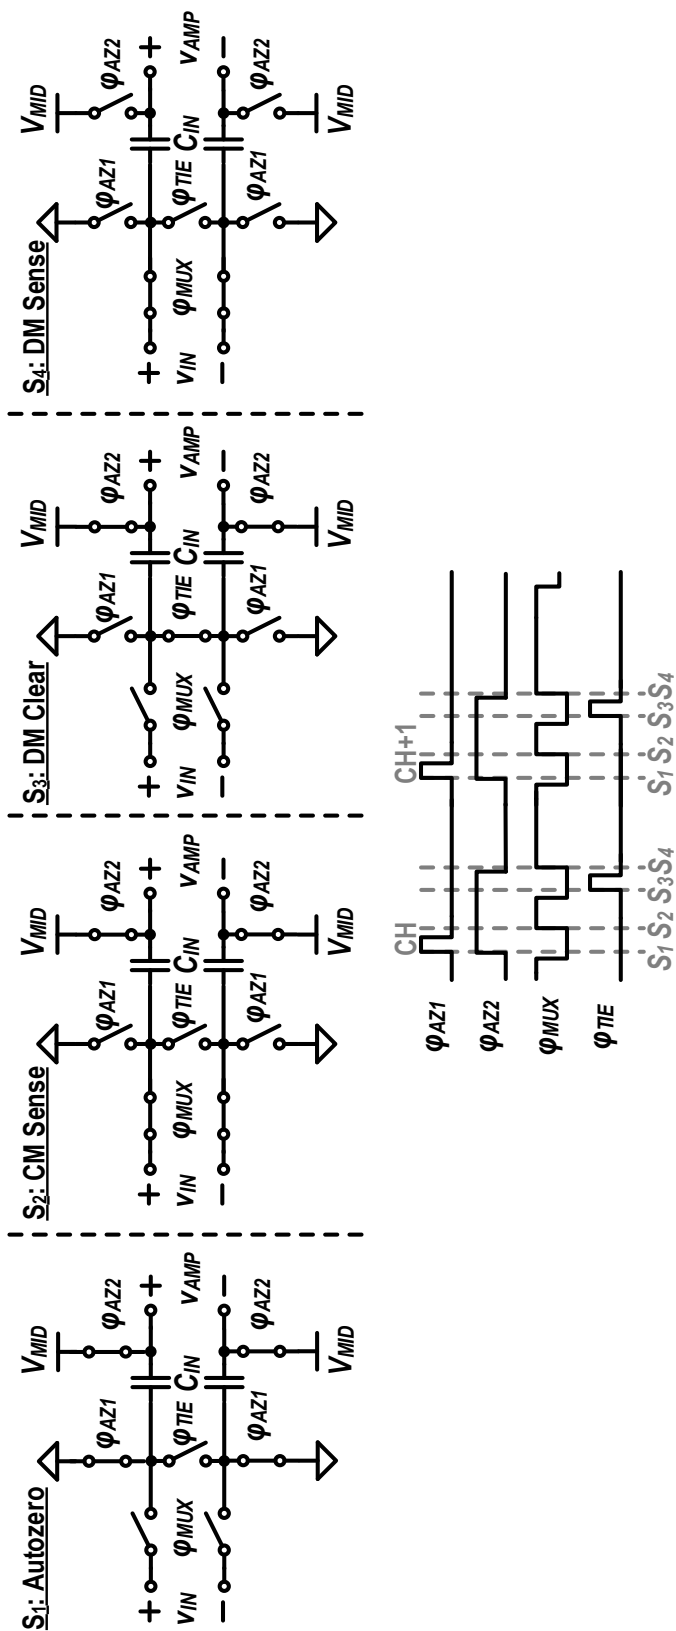 S1: Autozero
VMID
φAZ1 φAZ2
+ +
VIN φMUX φTIE CIN VAMP
− −
φAZ1 φAZ2
VMID
S2: CM Sense
VMID
φAZ1 φAZ2
+ +
VIN φMUX φTIE CIN VAMP
− −
φAZ1 φAZ2
VMID
S3: DM Clear
VMID
φAZ1 φAZ2
+ +
VIN φMUX φTIE CIN VAMP
− −
φAZ1 φAZ2
VMID
S4: DM Sense
VMID
φAZ1 φAZ2
+ +
VIN φMUX φTIE CIN VAMP
− −
φAZ1 φAZ2
VMID
CH CH+1
φAZ1
φAZ2
φMUX
φTIE
S1 S2 S3 S4 S1 S2 S3 S4